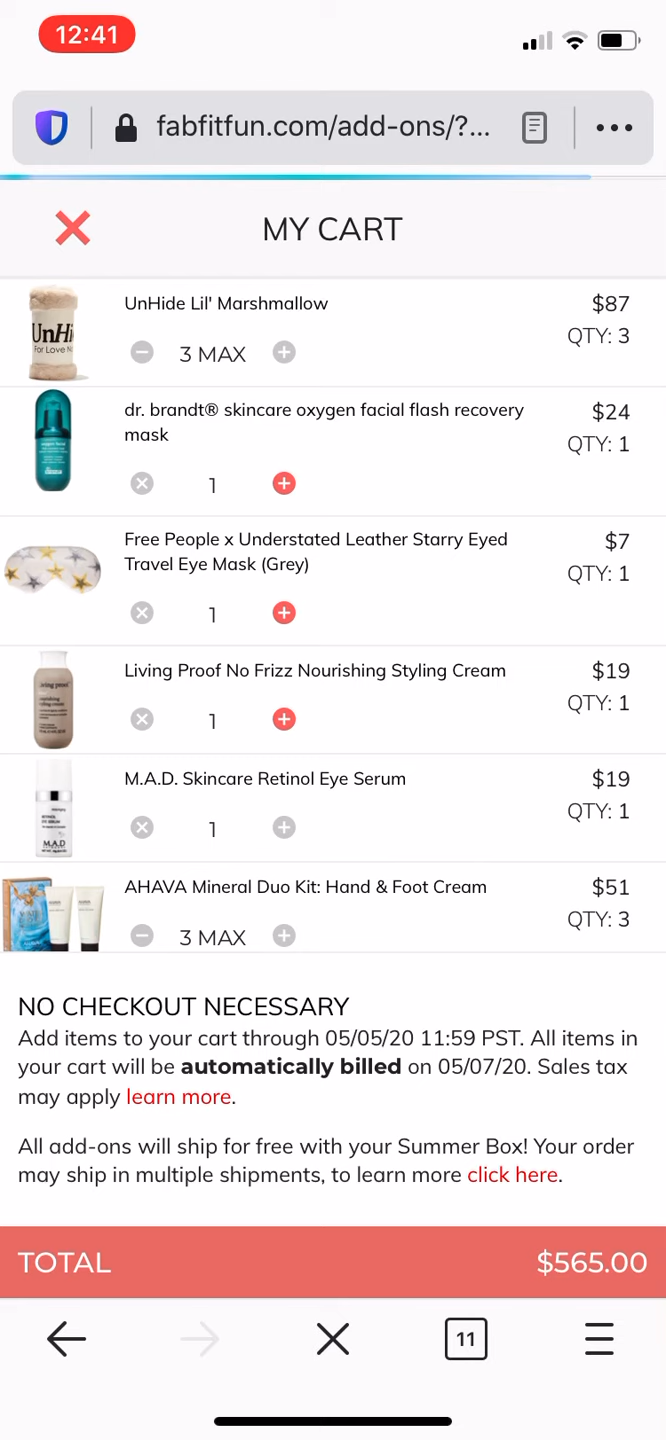 12:41
fabfitfun.com/add-ons/?...
MY CART
UnHide Lil' Marshmallow
$87
QTY: 3
3 MAX
UnHi
For Love N
dr. brandt® skincare oxygen facial flash recovery
mask
$24
QTY: 1
1
Free People x Understated Leather Starry Eyed
Travel Eye Mask (Grey)
$7
QTY: 1
1
Living Proof No Frizz Nourishing Styling Cream
$19
QTY: 1
1
M.A.D. Skincare Retinol Eye Serum
$19
QTY: 1
1
M.A.D
AHAVA Mineral Duo Kit: Hand & Foot Cream
$51
QTY: 3
3 MAX
NO CHECKOUT NECESSARY
Add items to your cart through 05/05/20 11:59 PST. All items in
your cart will be automatically billed on 05/07/20. Sales tax
may apply learn more.
All add-ons will ship for free with your Summer Box! Your order
may ship in multiple shipments, to learn more click here.
TOTAL
$565.00
11